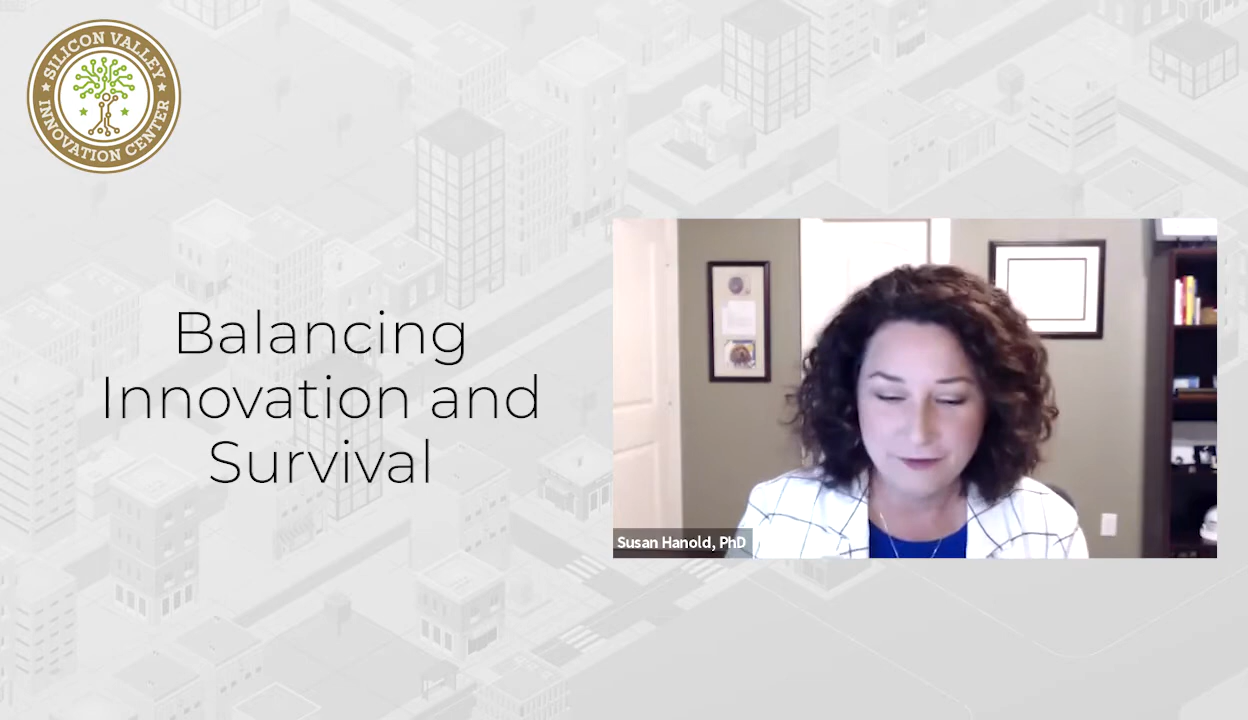 SILICON VALLEY
INNOVATION CENTER
Balancing
Innovation and
Survival
Susan Hanold, PhD